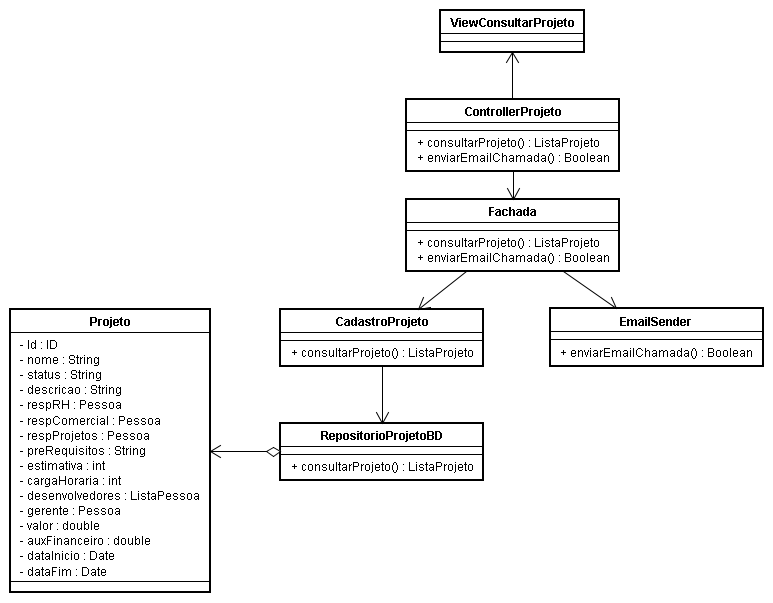 ViewConsultarProjeto
ControllerProjeto
+ consultarProjeto() : ListaProjeto
+ enviarEmailChamada() : Boolean
Fachada
+ consultarProjeto() : ListaProjeto
+ enviarEmailChamada() : Boolean
CadastroProjeto
+ consultarProjeto() : ListaProjeto
EmailSender
+ enviarEmailChamada() : Boolean
Projeto
- Id : ID
- nome : String
- status : String
- descricao : String
- respRH : Pessoa
- respComercial : Pessoa
- respProjetos : Pessoa
- preRequisitos : String
- estimativa : int
- cargaHoraria : int
- desenvolvedores : ListaPessoa
- gerente : Pessoa
- valor : double
- auxFinanceiro : double
- dataInicio : Date
- dataFim : Date
RepositorioProjetoBD
+ consultarProjeto() : ListaProjeto